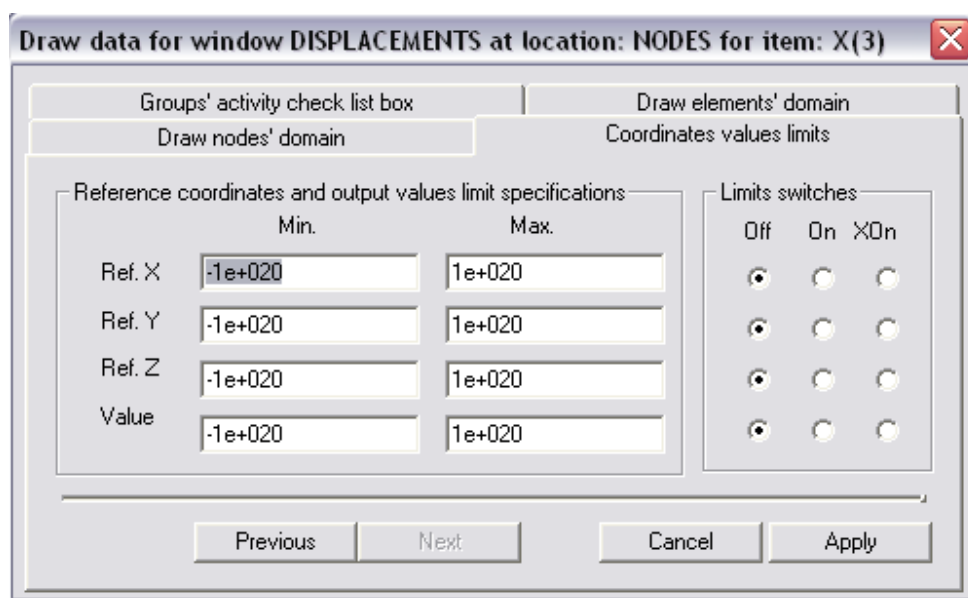 Draw data for window DISPLACEMENTS at location: NODES for item: X(3)
Groups' activity check list box
Draw elements' domain
Draw nodes' domain
Coordinates values limits
Reference coordinates and output values limit specifications
Limits switches
Min.
Max.
Off On XOn
Ref. X -1e+020 1e+020
Ref. Y -1e+020 1e+020
Ref. Z -1e+020 1e+020
Value -1e+020 1e+020
Previous Next Cancel Apply